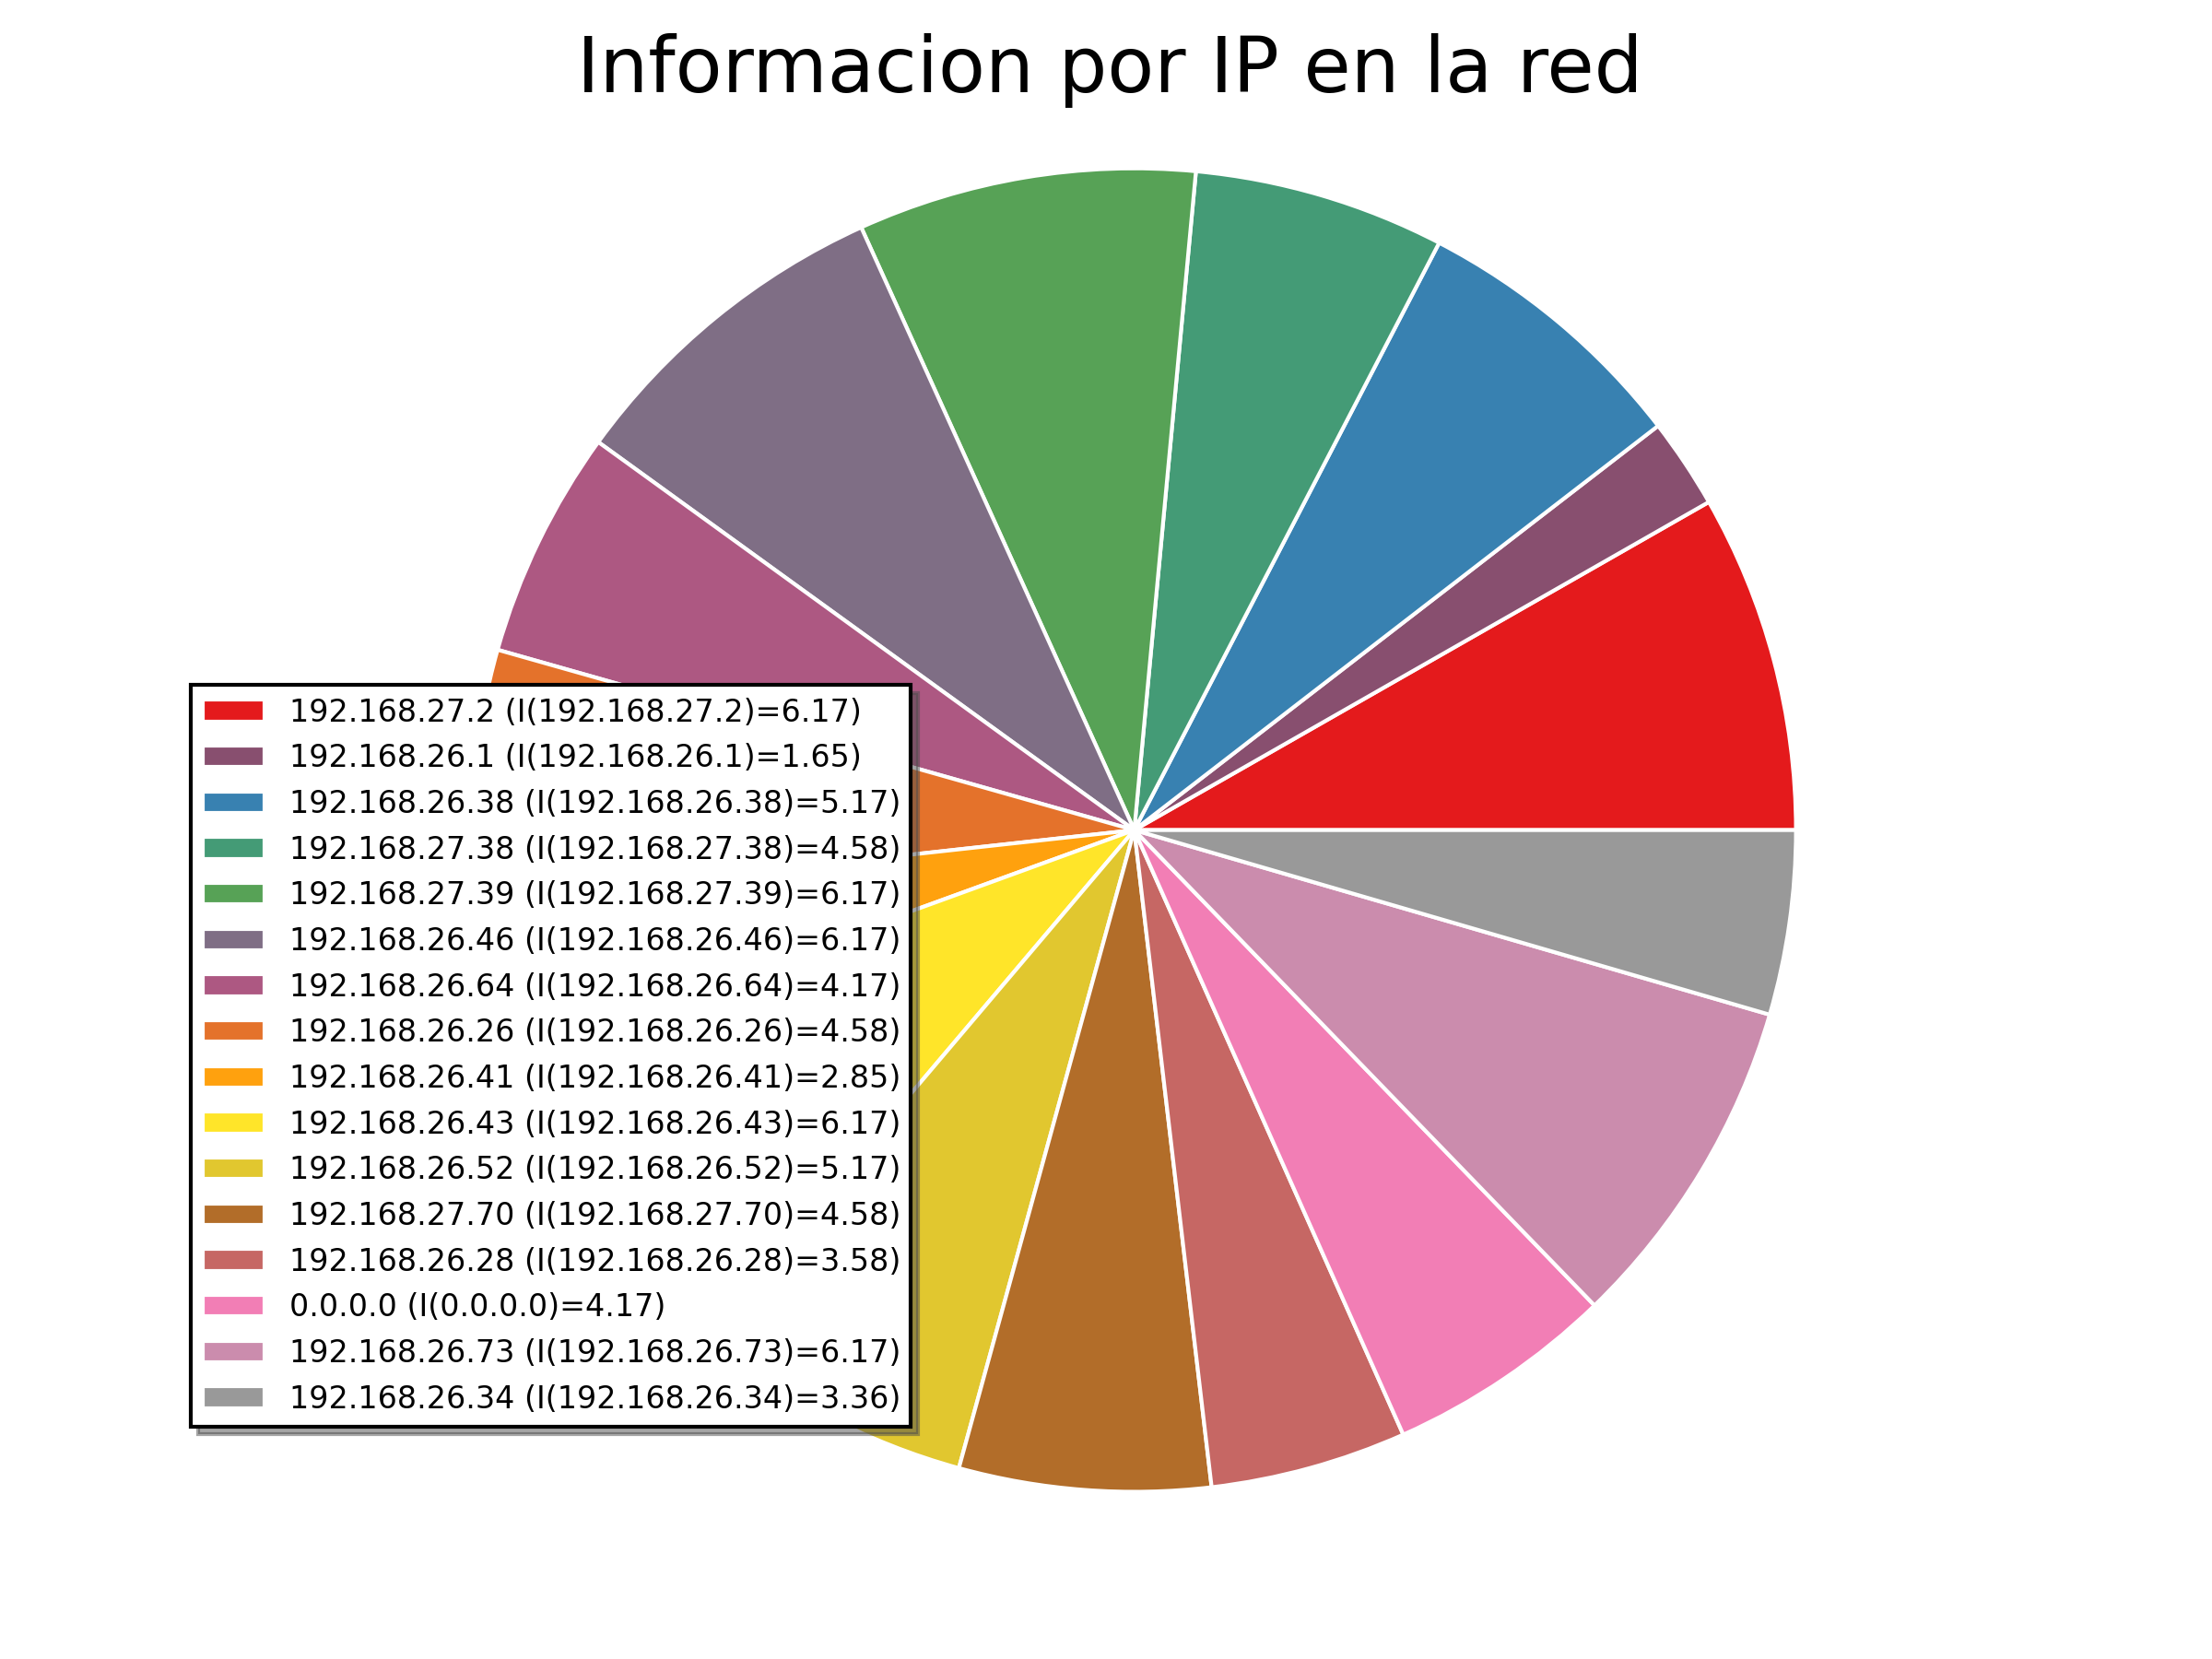 Informacion por IP en la red
192.168.27.2 (I(192.168.27.2)=6.17)
192.168.26.1 (I(192.168.26.1)=1.65)
192.168.26.38 (I(192.168.26.38)=5.17)
192.168.27.38 (I(192.168.27.38)=4.58)
192.168.27.39 (I(192.168.27.39)=6.17)
192.168.26.46 (I(192.168.26.46)=6.17)
192.168.26.64 (I(192.168.26.64)=4.17)
192.168.26.26 (I(192.168.26.26)=4.58)
192.168.26.41 (I(192.168.26.41)=2.85)
192.168.26.43 (I(192.168.26.43)=6.17)
192.168.26.52 (I(192.168.26.52)=5.17)
192.168.27.70 (I(192.168.27.70)=4.58)
192.168.26.28 (I(192.168.26.28)=3.58)
0.0.0.0 (I(0.0.0.0)=4.17)
192.168.26.73 (I(192.168.26.73)=6.17)
192.168.26.34 (I(192.168.26.34)=3.36)